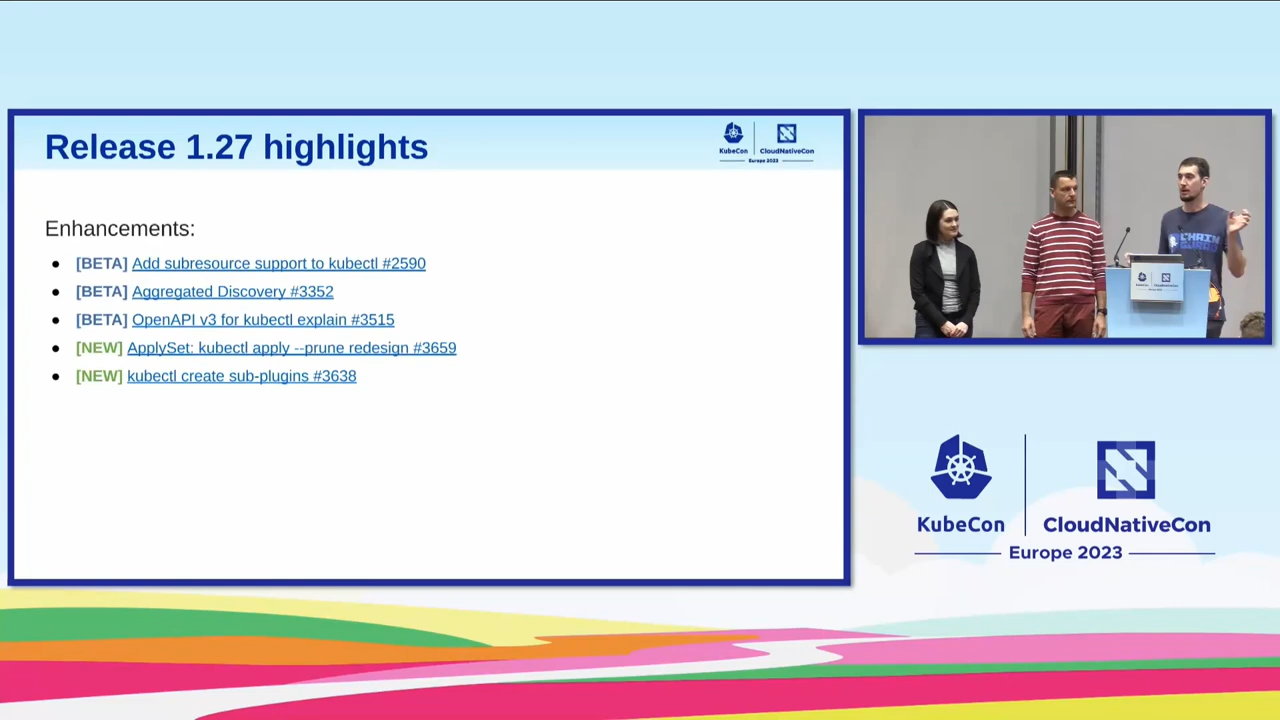 Release 1.27 highlights
KubeCon
CloudNativeCon
Europe 2023
Enhancements:
[BETA] Add subresource support to kubectl #2590
[BETA] Aggregated Discovery #3352
[BETA] OpenAPI v3 for kubectl explain #3515
[NEW] ApplySet: kubectl apply --prune redesign #3659
[NEW] kubectl create sub-plugins #3638
KubeCon
CloudNativeCon
Europe 2023